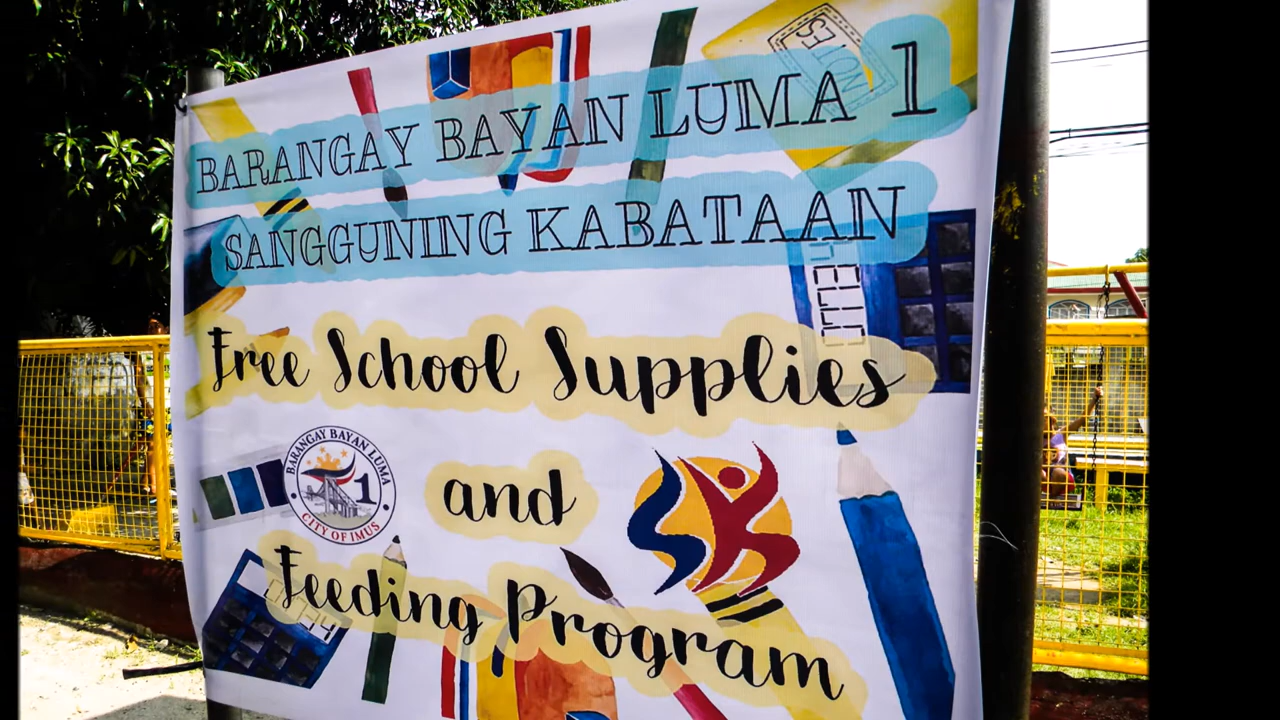 NOTES
BARANGAY BAYAN LUMA 1
SANGGUNING KABATAAN
Free School Supplies
BARANGAY BAYAN LUMA
1
CITY OF IMUS
and
Feeding Program